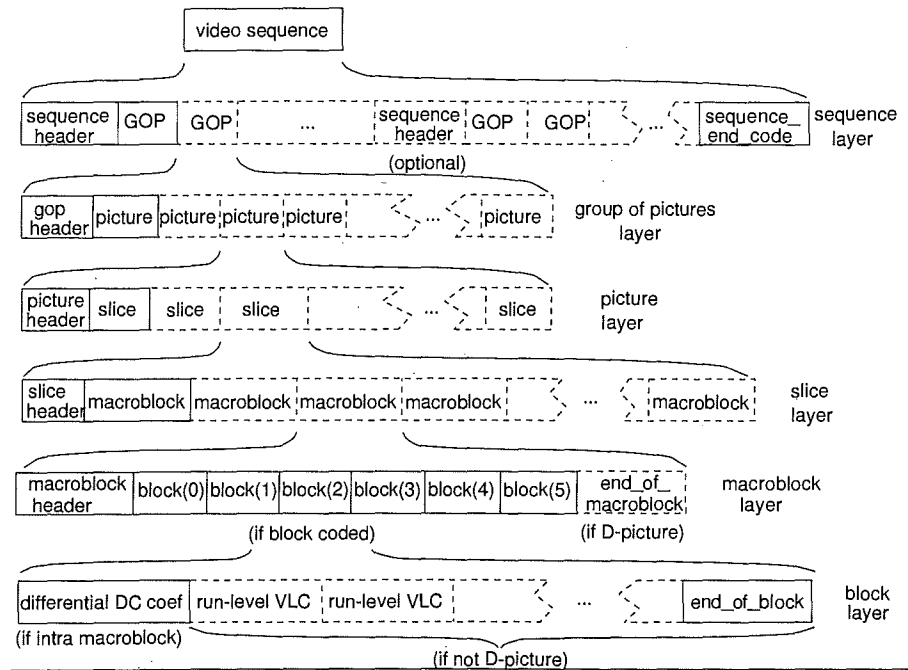 video sequence
sequence header GOP GOP ... sequence header GOP GOP ... sequence_ end_code sequence layer
(optional)
gop header picture picture picture picture ... picture group of pictures layer
picture header slice slice slice ... slice picture layer
slice header macroblock macroblock macroblock macroblock ... macroblock slice layer
macroblock header block(0) block(1) block(2) block(3) block(4) block(5) end_of_ macroblock macroblock layer
(if block coded) (if D-picture)
differential DC coef run-level VLC run-level VLC ... end_of_block block layer
(if intra macroblock)
(if not D-picture)